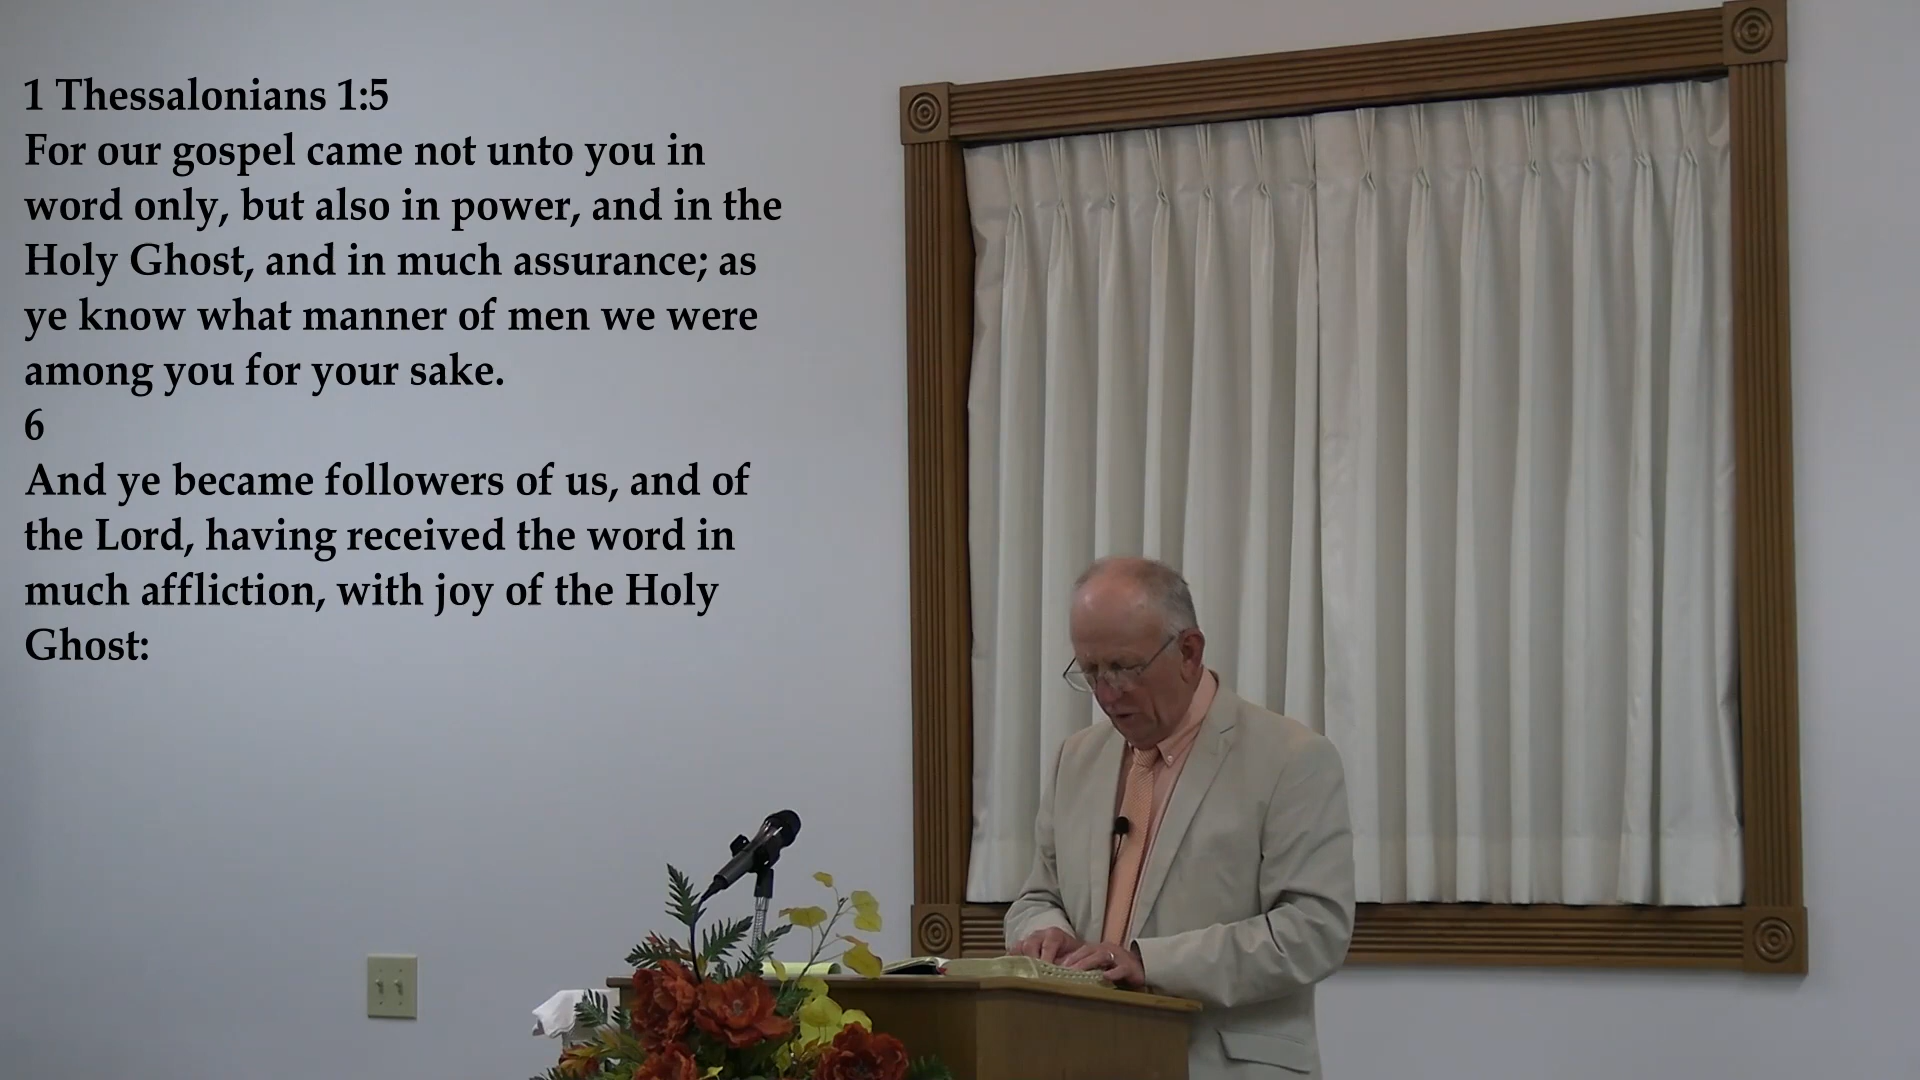 1 Thessalonians 1:5
For our gospel came not unto you in
word only, but also in power, and in the
Holy Ghost, and in much assurance; as
ye know what manner of men we were
among you for your sake.
6
And ye became followers of us, and of
the Lord, having received the word in
much affliction, with joy of the Holy
Ghost: